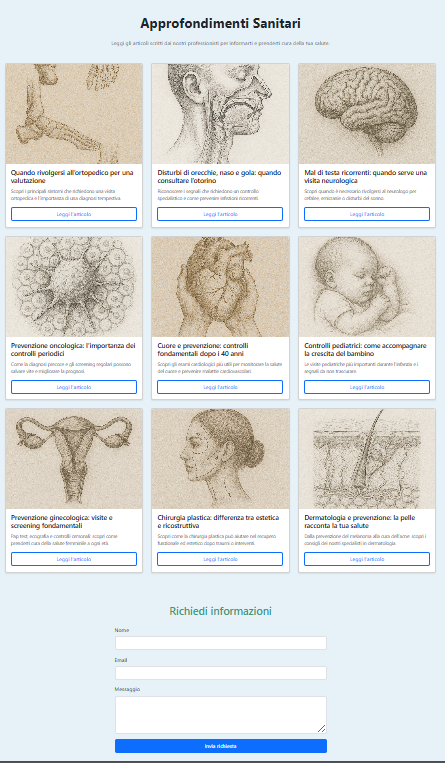 Approfondimenti Sanitari
Leggi gli articoli scritti dai nostri professionisti per informarti e prenderti cura della tua salute.
Quando rivolgersi all'ortopedico per una
valutazione
Scopri i principali sintomi che richiedono una visita
ortopedica e l'importanza di una diagnosi tempestiva.
Leggi l'articolo
Disturbi di orecchie, naso e gola: quando
consultare l'otorino
Riconoscere i segnali che richiedono un controllo
specialistico e come prevenire infezioni ricorrenti.
Leggi l'articolo
Mal di testa ricorrenti: quando serve una
visita neurologica
Scopri quando è necessario rivolgersi al neurologo per
cefalee, emicranie o disturbi del sonno.
Leggi l'articolo
Prevenzione oncologica: l'importanza dei
controlli periodici
Come la diagnosi precoce e gli screening regolari possono
salvare vite e migliorare la prognosi.
Leggi l'articolo
Cuore e prevenzione: controlli
fondamentali dopo i 40 anni
Scopri gli esami cardiologici più utili per monitorare la salute
del cuore e prevenire malattie cardiovascolari.
Leggi l'articolo
Controlli pediatrici: come accompagnare
la crescita del bambino
Le visite pediatriche più importanti durante l'infanzia e i
segnali da non trascurare.
Leggi l'articolo
Prevenzione ginecologica: visite e
screening fondamentali
Pap test, ecografia e controlli ormonali: scopri come
prenderti cura della salute femminile a ogni età.
Leggi l'articolo
Chirurgia plastica: differenza tra estetica
e ricostruttiva
Scopri come la chirurgia plastica può aiutare nel recupero
funzionale ed estetico dopo traumi o interventi.
Leggi l'articolo
Dermatologia e prevenzione: la pelle
racconta la tua salute
Dalla prevenzione del melanoma alla cura dell'acne: scopri i
consigli dei nostri specialisti in dermatologia.
Leggi l'articolo
Richiedi informazioni
Nome
Email
Messaggio
Invia richiesta